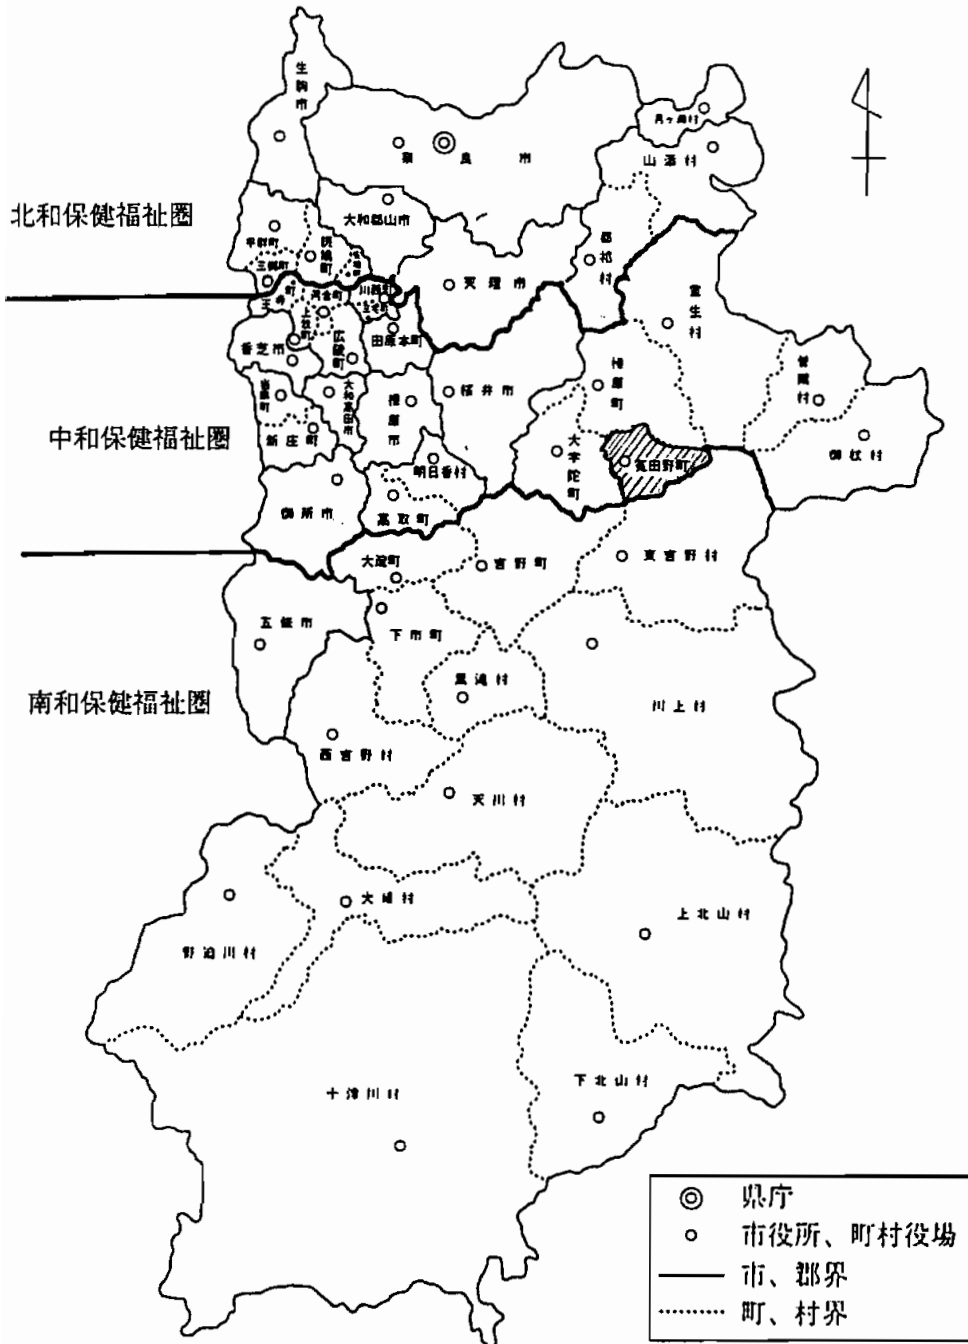 生駒市
月ヶ瀬村
山添村
奈良市
大和郡山市
北和保健福祉圏
平群町
斑鳩町
都祁村
三郷町
天理市
王寺町
河合町
川西町
室生村
上牧町
広陵町
田原本町
香芝市
榛原町
曽爾村
桜井市
當麻町
大和高田市
橿原市
中和保健福祉圏
新庄町
大宇陀町
御杖村
明日香村
菟田野町
御所市
高取町
大淀町
吉野町
東吉野村
五條市
下市町
黒滝村
南和保健福祉圏
川上村
西吉野村
天川村
大塔村
上北山村
野迫川村
下北山村
十津川村
県庁
市役所、町村役場
市、郡界
町、村界